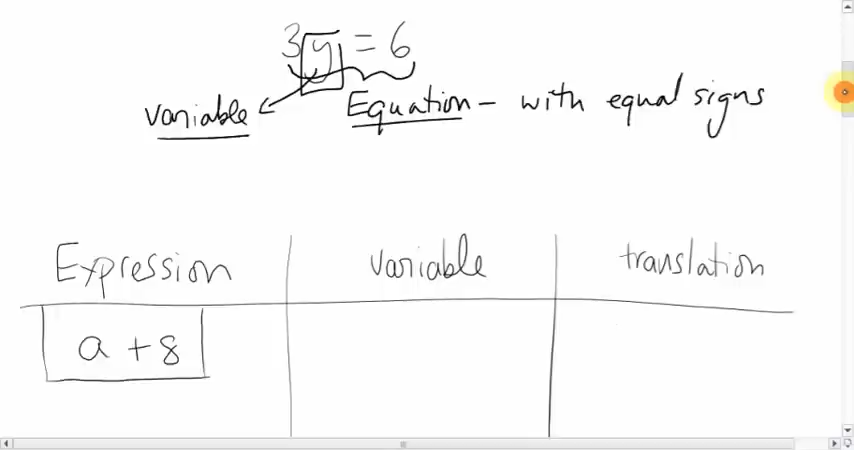 3y = 6
variable Equation - with equal signs
Expression variable translation
a + 8